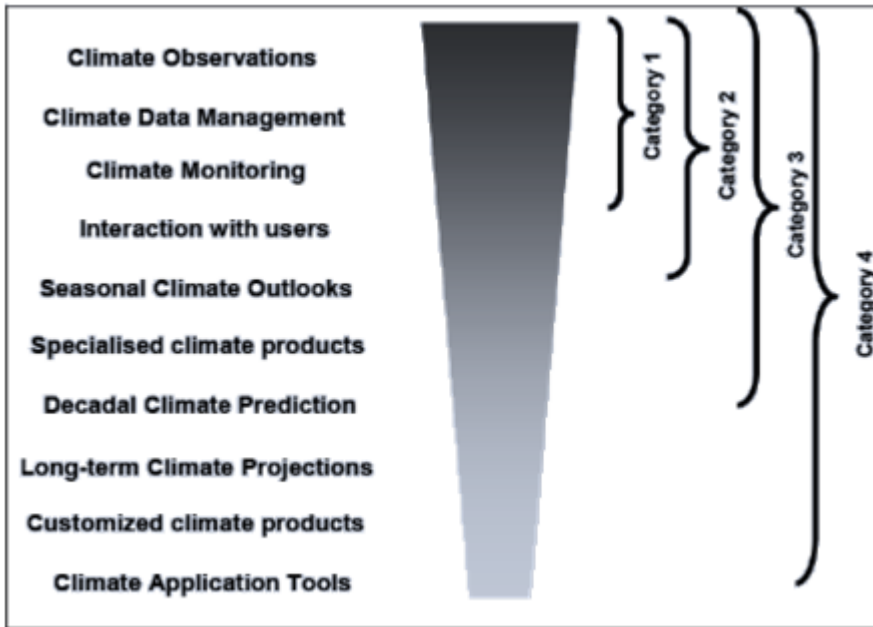 Climate Observations
Climate Data Management
Climate Monitoring
Interaction with users
Seasonal Climate Outlooks
Specialised climate products
Decadal Climate Prediction
Long-term Climate Projections
Customized climate products
Climate Application Tools
Category 1
Category 2
Category 3
Category 4